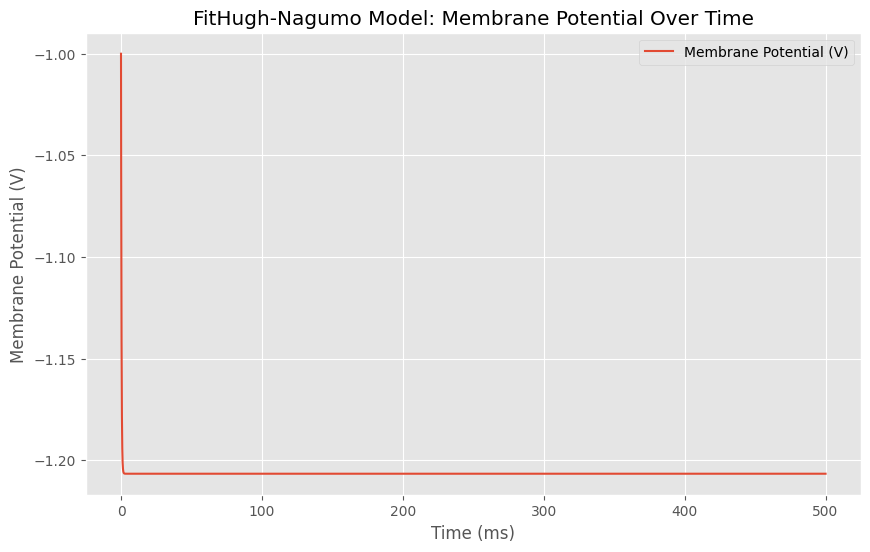 FitHugh-Nagumo Model: Membrane Potential Over Time
Membrane Potential (V)
Membrane Potential (V)
−1.00
−1.05
−1.10
−1.15
−1.20
0
100
200
300
400
500
Time (ms)